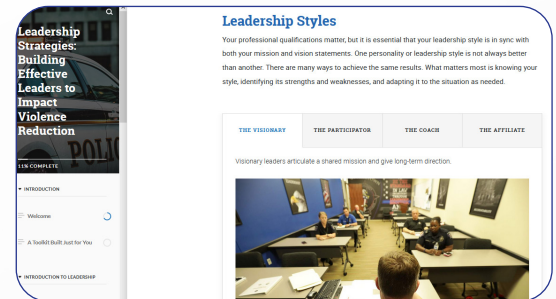 Leadership
Strategies:
Building
Effective
Leaders to
Impact
Violence
Reduction
POLIC
11% COMPLETE
INTRODUCTION
Welcome
A Toolkit Built Just for You
INTRODUCTION TO LEADERSHIP
Leadership Styles
Your professional qualifications matter, but it is essential that your leadership style is in sync with
both your mission and vision statements. One personality or leadership style is not always better
than another. There are many ways to achieve the same results. What matters most is knowing your
style, identifying its strengths and weaknesses, and adapting it to the situation as needed.
THE VISIONARY THE PARTICIPATOR THE COACH THE AFFILIATE
Visionary leaders articulate a shared mission and give long-term direction.